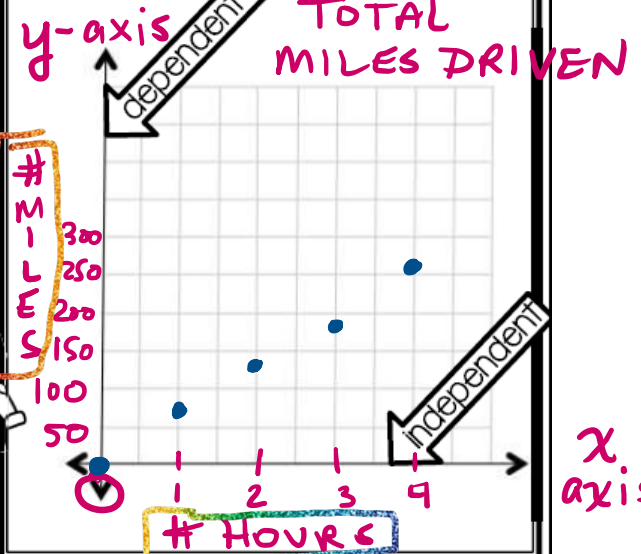 y-axis
dependent
TOTAL
MILES DRIVEN
# MILES
300
250
200
150
100
50
0
1 2 3 4
independent
x
axis
# HOURS